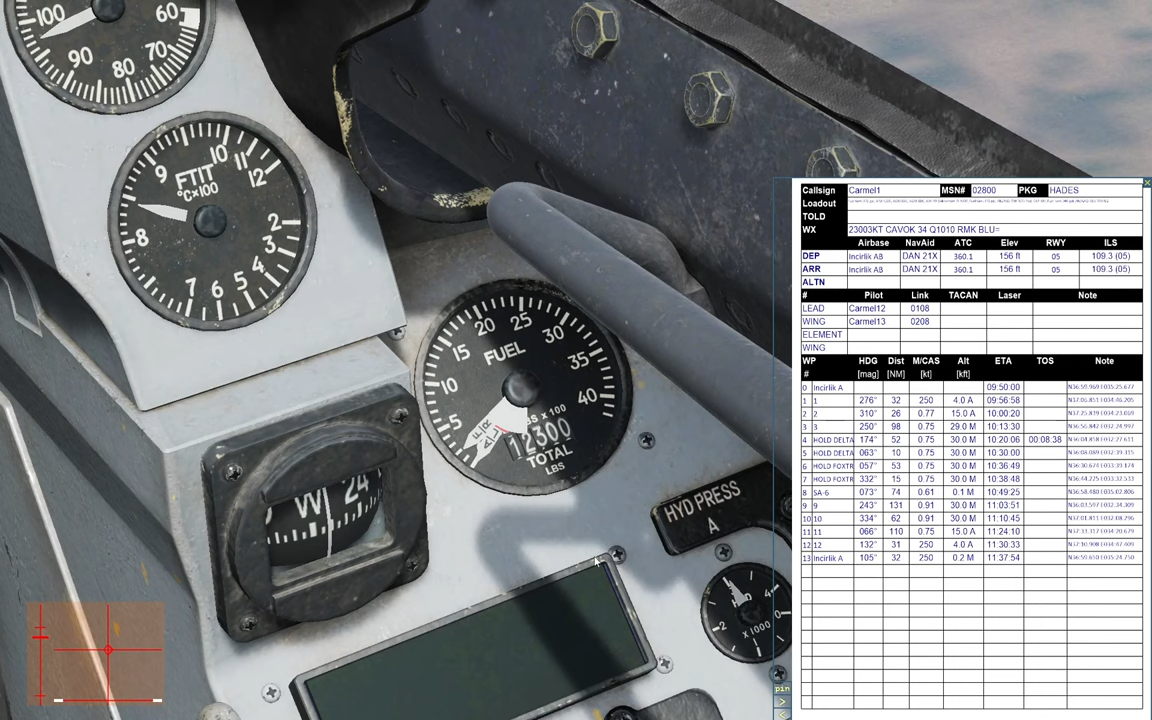 100
60
90
80
70
FTIT
°C×100
9
10
11
12
8
2
3
7
6
5
4
FUEL
5
10
15
20
25
30
35
40
LBS X 100
A L
F R
12300
TOTAL
LBS
W 24
HYD PRESS
A
HYD
2
4
0
X 1000
pin
>
<
Callsign Carmel1 MSN# 02800 PKG HADES
Loadout
TOLD
WX 23003KT CAVOK 34 Q1010 RMK BLU=
Airbase NavAid ATC Elev RWY ILS
DEP Incirlik AB DAN 21X 360.1 156 ft 05 109.3 (05)
ARR Incirlik AB DAN 21X 360.1 156 ft 05 109.3 (05)
ALTN
# Pilot Link TACAN Laser Note
LEAD Carmel12 0108
WING Carmel13 0208
ELEMENT
WING
WP HDG Dist M/CAS Alt ETA TOS Note
# [mag] [NM] [kt] [kft]
0 Incirlik A 09:50:00
1 1 276° 32 250 4.0 A 09:56:58
2 2 310° 26 0.77 15.0 A 10:00:20
3 3 250° 98 0.75 29.0 M 10:13:30
4 HOLD DELTA 174° 52 0.75 30.0 M 10:20:06 00:08:38
5 HOLD DELTA 063° 10 0.75 30.0 M 10:30:00
6 HOLD FOXTR 057° 53 0.75 30.0 M 10:36:49
7 HOLD FOXTR 332° 15 0.75 30.0 M 10:38:48
8 SA-6 073° 74 0.61 0.1 M 10:49:25
9 9 243° 131 0.91 30.0 M 11:03:51
10 10 334° 62 0.91 30.0 M 11:10:45
11 11 066° 110 0.75 15.0 A 11:24:10
12 12 132° 31 250 4.0 A 11:30:33
13 Incirlik A 105° 32 250 0.2 M 11:37:54